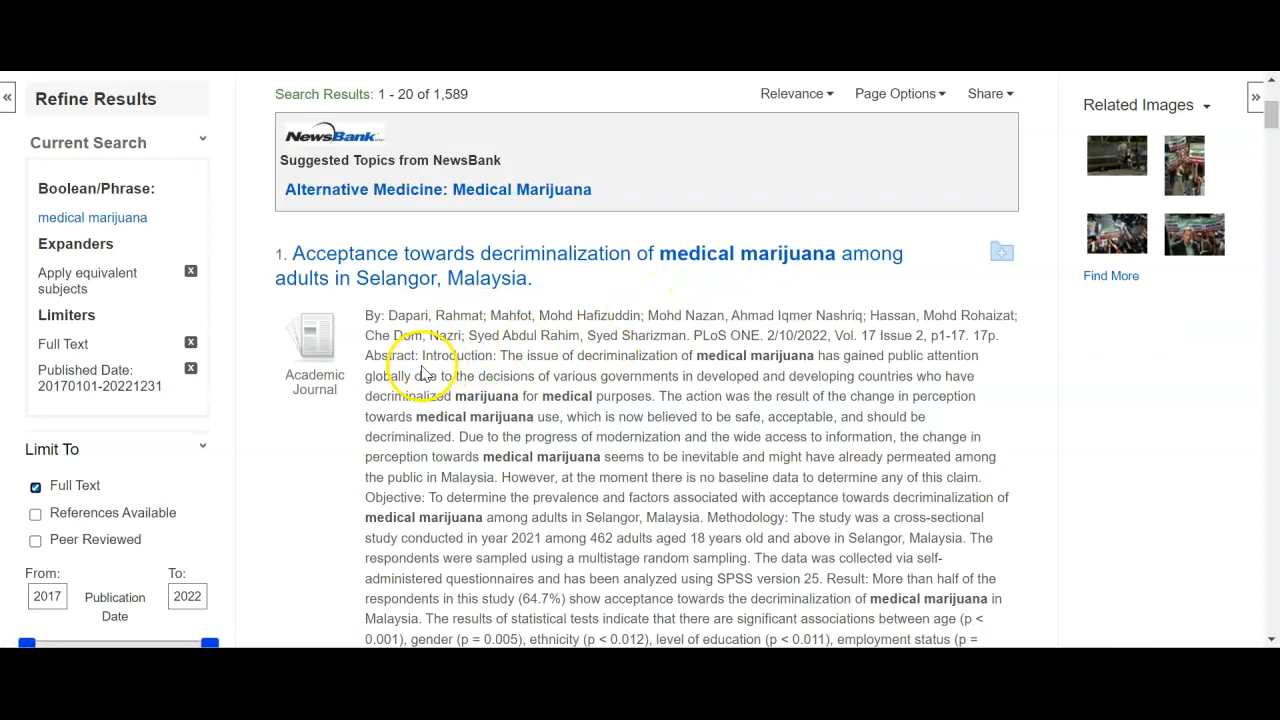 «
Refine Results
Current Search
Boolean/Phrase:
medical marijuana
Expanders
Apply equivalent
subjects
x
Limiters
Full Text
x
Published Date:
20170101-20221231
x
Limit To
Full Text
References Available
Peer Reviewed
From:
To:
2017
Publication
Date
2022
Search Results: 1 - 20 of 1,589
Relevance
Page Options
Share
NewsBank
Suggested Topics from NewsBank
Alternative Medicine: Medical Marijuana
1. Acceptance towards decriminalization of medical marijuana among
adults in Selangor, Malaysia.
Academic
Journal
By: Dapari, Rahmat; Mahfot, Mohd Hafizuddin; Mohd Nazan, Ahmad Iqmer Nashriq; Hassan, Mohd Rohaizat;
Che Dom, Nazri; Syed Abdul Rahim, Syed Sharizman. PLoS ONE. 2/10/2022, Vol. 17 Issue 2, p1-17. 17p.
Abstract: Introduction: The issue of decriminalization of medical marijuana has gained public attention
globally due to the decisions of various governments in developed and developing countries who have
decriminalized marijuana for medical purposes. The action was the result of the change in perception
towards medical marijuana use, which is now believed to be safe, acceptable, and should be
decriminalized. Due to the progress of modernization and the wide access to information, the change in
perception towards medical marijuana seems to be inevitable and might have already permeated among
the public in Malaysia. However, at the moment there is no baseline data to determine any of this claim.
Objective: To determine the prevalence and factors associated with acceptance towards decriminalization of
medical marijuana among adults in Selangor, Malaysia. Methodology: The study was a cross-sectional
study conducted in year 2021 among 462 adults aged 18 years old and above in Selangor, Malaysia. The
respondents were sampled using a multistage random sampling. The data was collected via self-
administered questionnaires and has been analyzed using SPSS version 25. Result: More than half of the
respondents in this study (64.7%) show acceptance towards the decriminalization of medical marijuana in
Malaysia. The results of statistical tests indicate that there are significant associations between age (p <
0.001), gender (p = 0.005), ethnicity (p < 0.012), level of education (p < 0.011), employment status (p =
Related Images
»
Find More